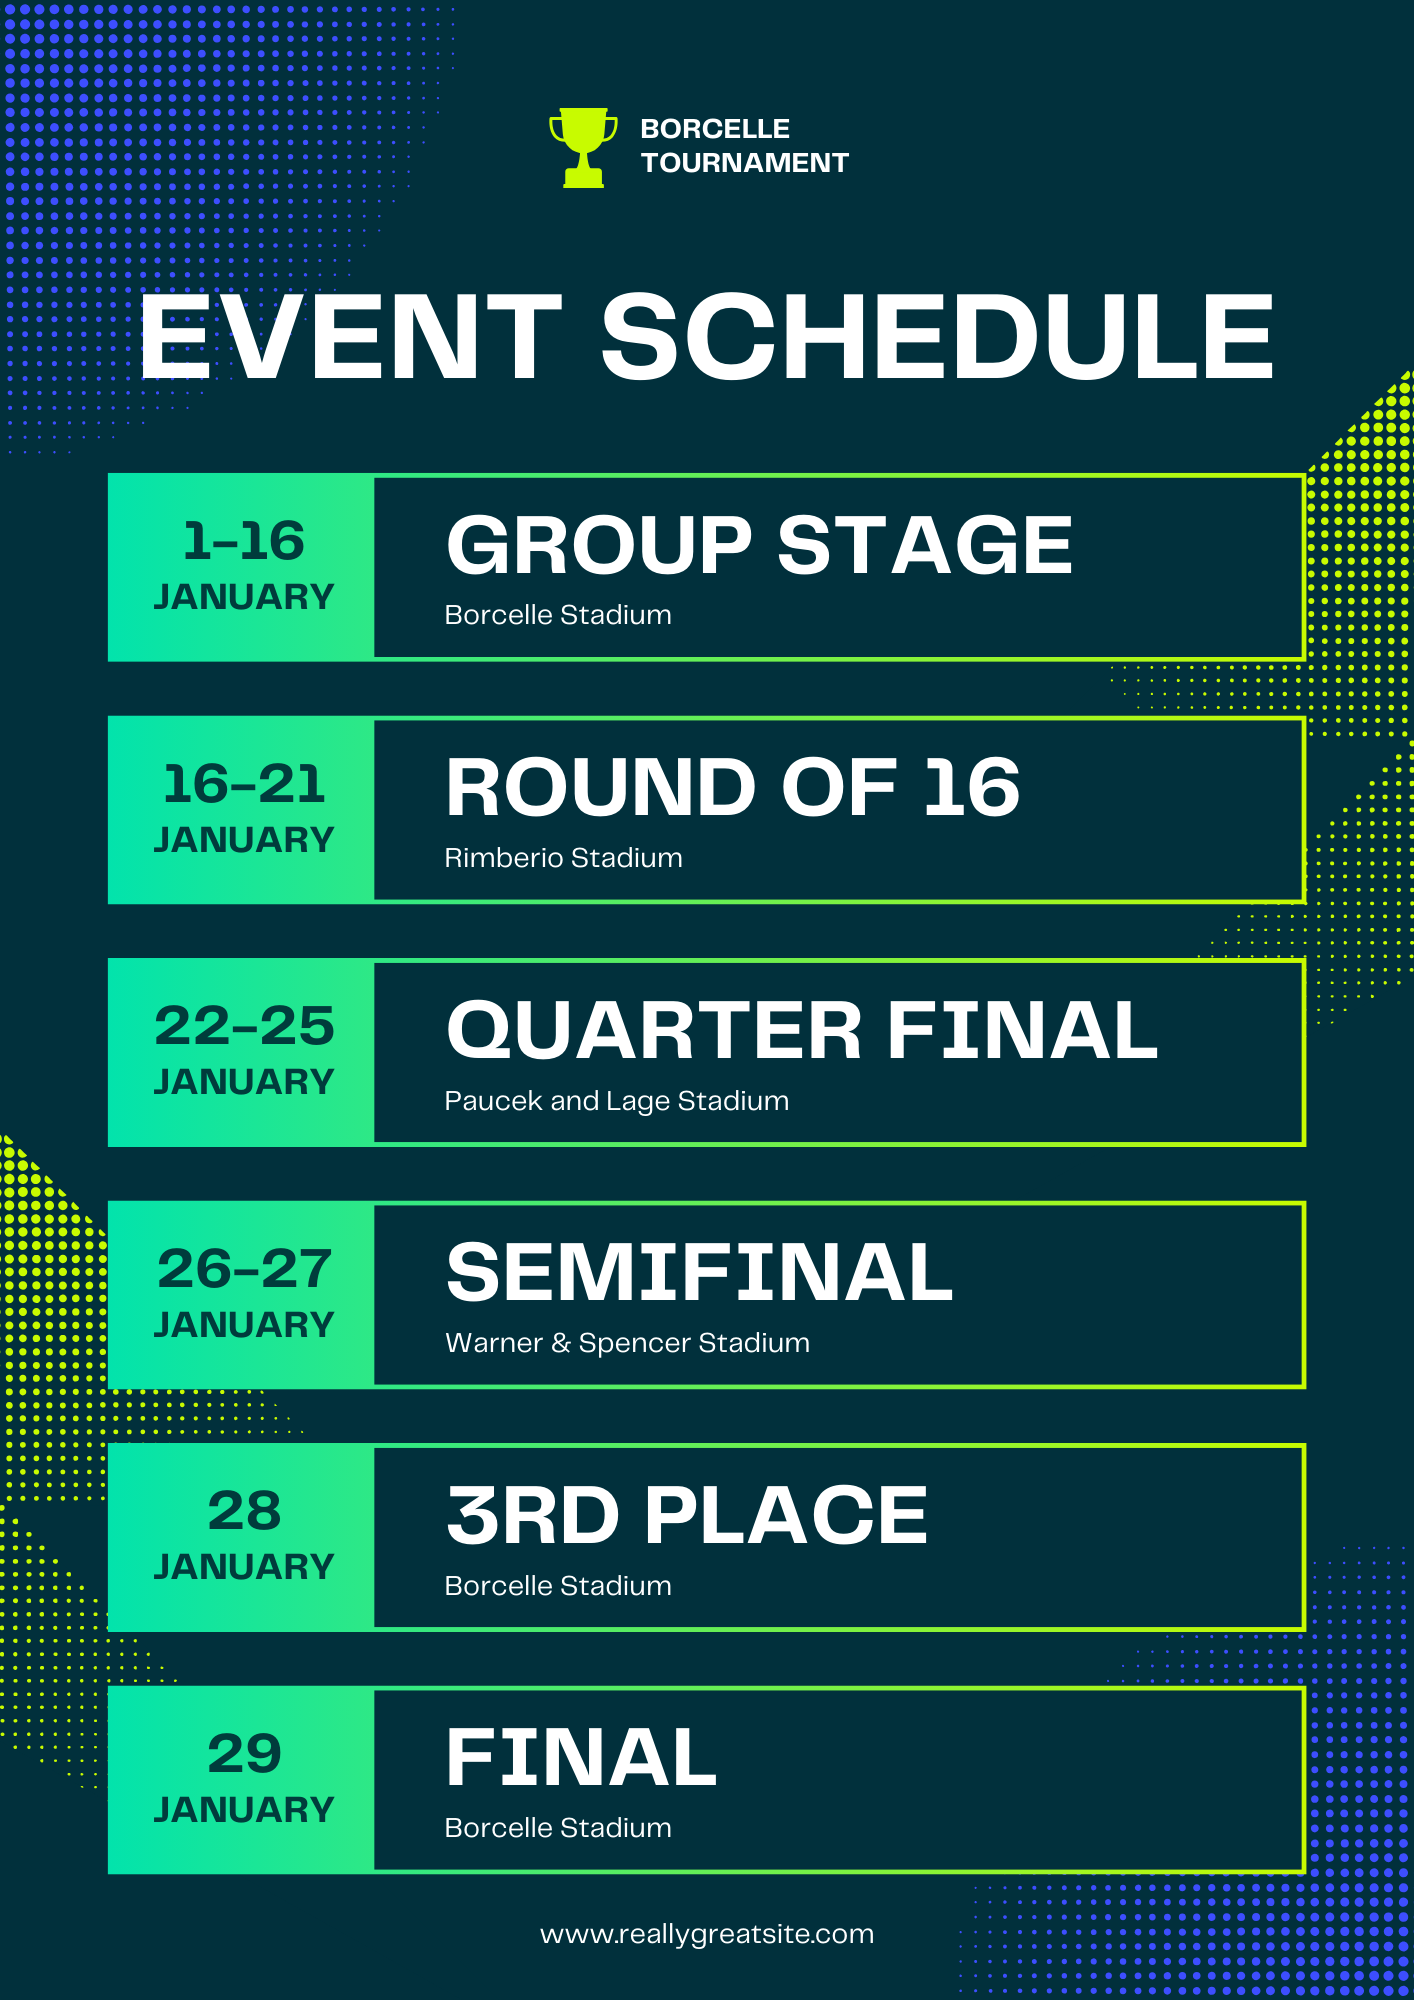 BORCELLE
TOURNAMENT
EVENT SCHEDULE
1-16
JANUARY
GROUP STAGE
Borcelle Stadium
16-21
JANUARY
ROUND OF 16
Rimberio Stadium
22-25
JANUARY
QUARTER FINAL
Paucek and Lage Stadium
26-27
JANUARY
SEMIFINAL
Warner & Spencer Stadium
28
JANUARY
3RD PLACE
Borcelle Stadium
29
JANUARY
FINAL
Borcelle Stadium
www.reallygreatsite.com